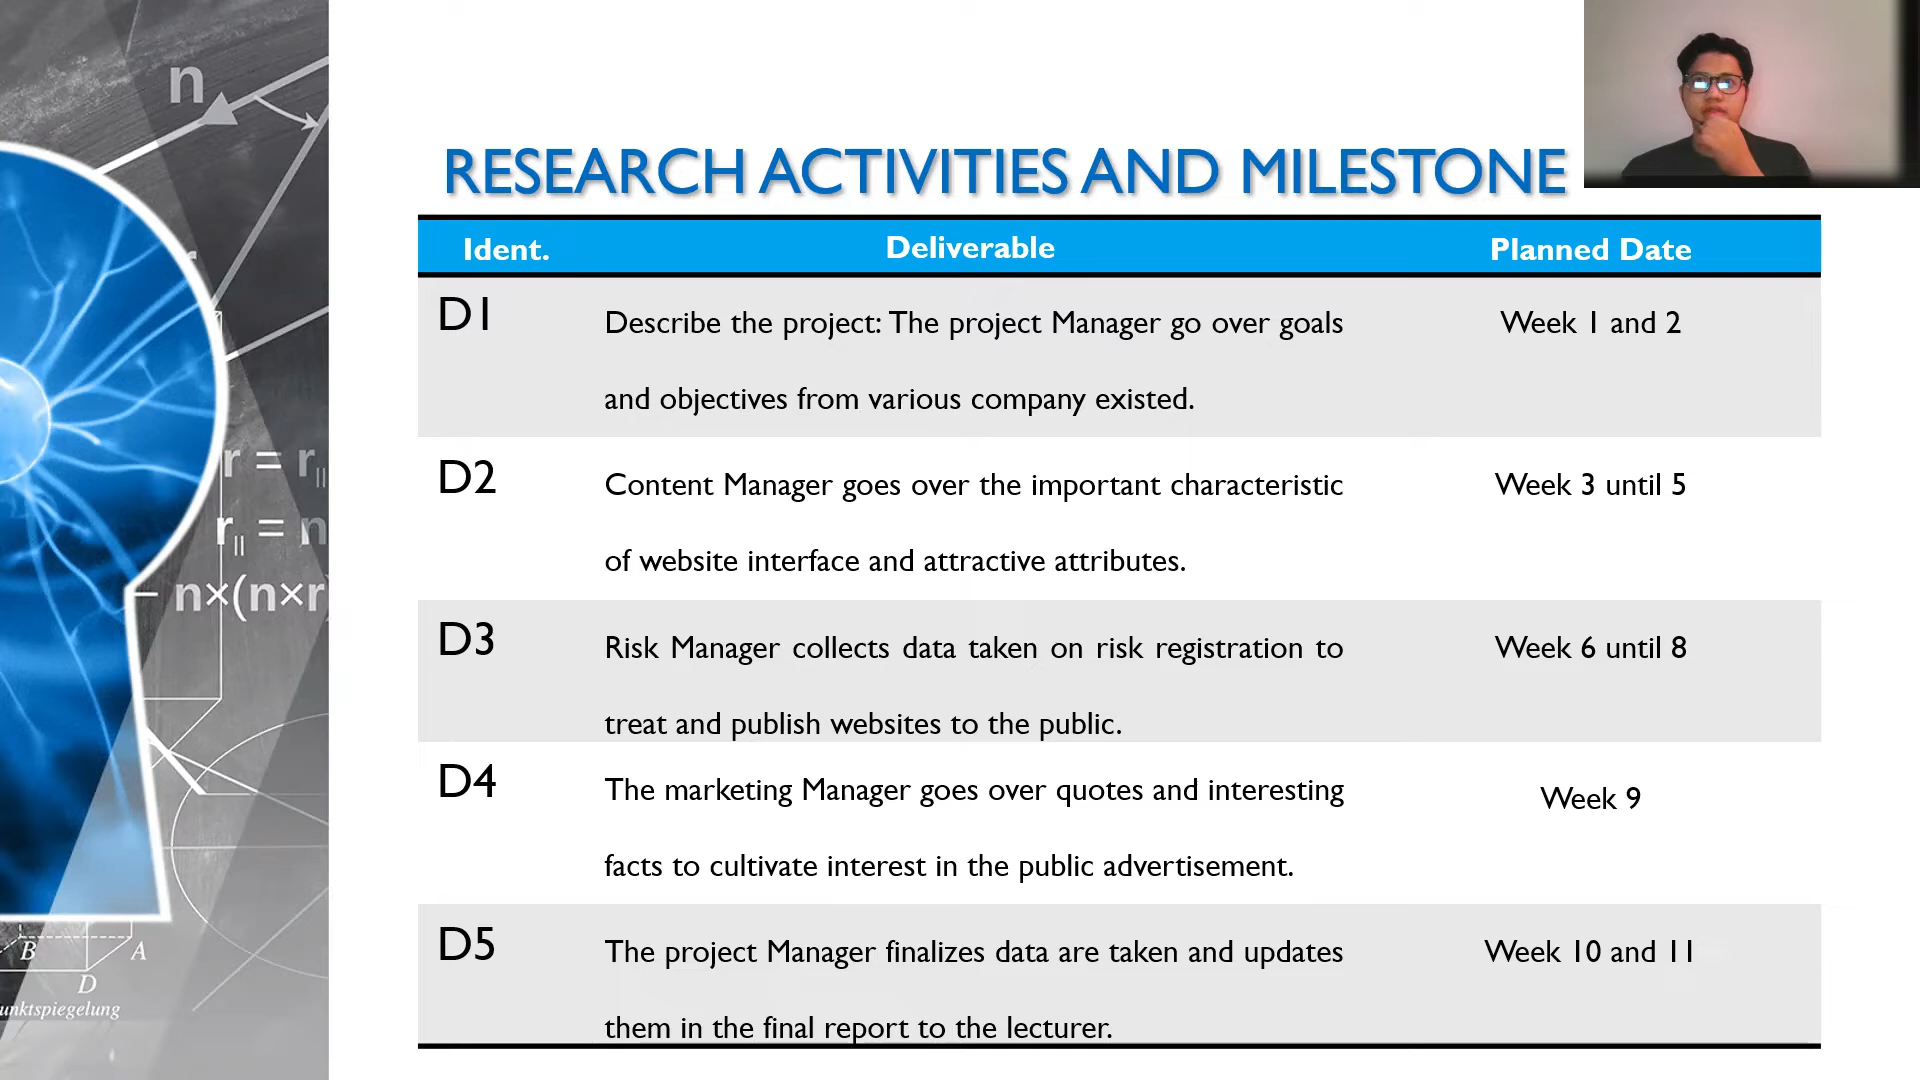 n
RESEARCH ACTIVITIES AND MILESTONE
Ident. Deliverable Planned Date
D1 Describe the project: The project Manager go over goals Week 1 and 2
and objectives from various company existed.
D2 Content Manager goes over the important characteristic Week 3 until 5
of website interface and attractive attributes.
D3 Risk Manager collects data taken on risk registration to Week 6 until 8
treat and publish websites to the public.
D4 The marketing Manager goes over quotes and interesting Week 9
facts to cultivate interest in the public advertisement.
D5 The project Manager finalizes data are taken and updates Week 10 and 11
them in the final report to the lecturer.
r = r||
r|| = n
n×(n×r)
B A
D
unktspiegelung